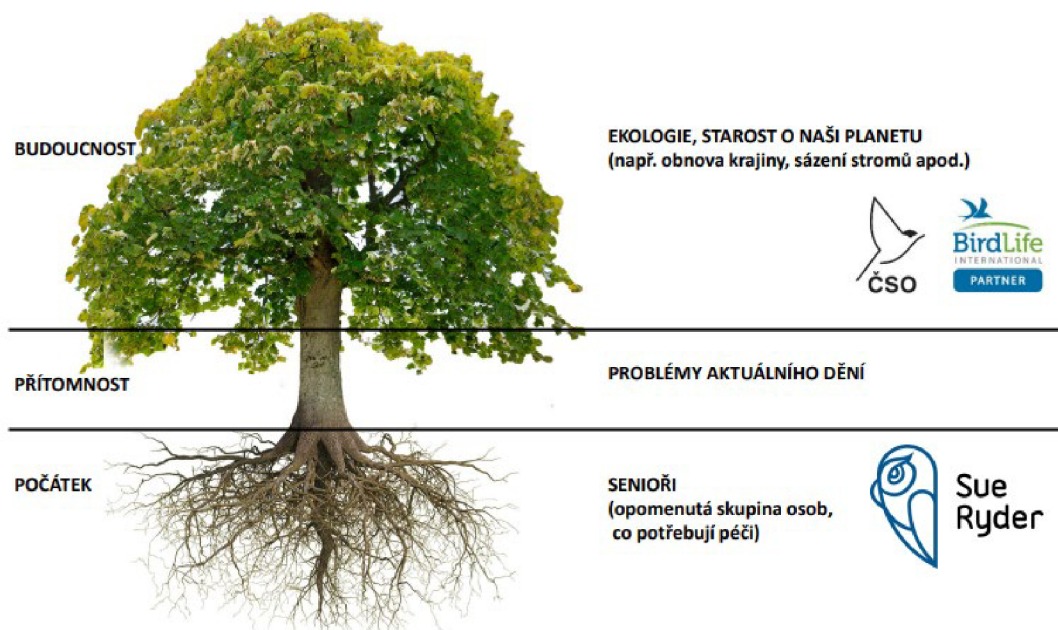 BUDOUCNOST
EKOLOGIE, STAROST O NAŠI PLANETU
(např. obnova krajiny, sázení stromů apod.)
ČSO
BirdLife
INTERNATIONAL
PARTNER
PŘÍTOMNOST
PROBLÉMY AKTUÁLNÍHO DĚNÍ
POČÁTEK
SENIOŘI
(opomenutá skupina osob,
co potřebují péči)
Sue
Ryder